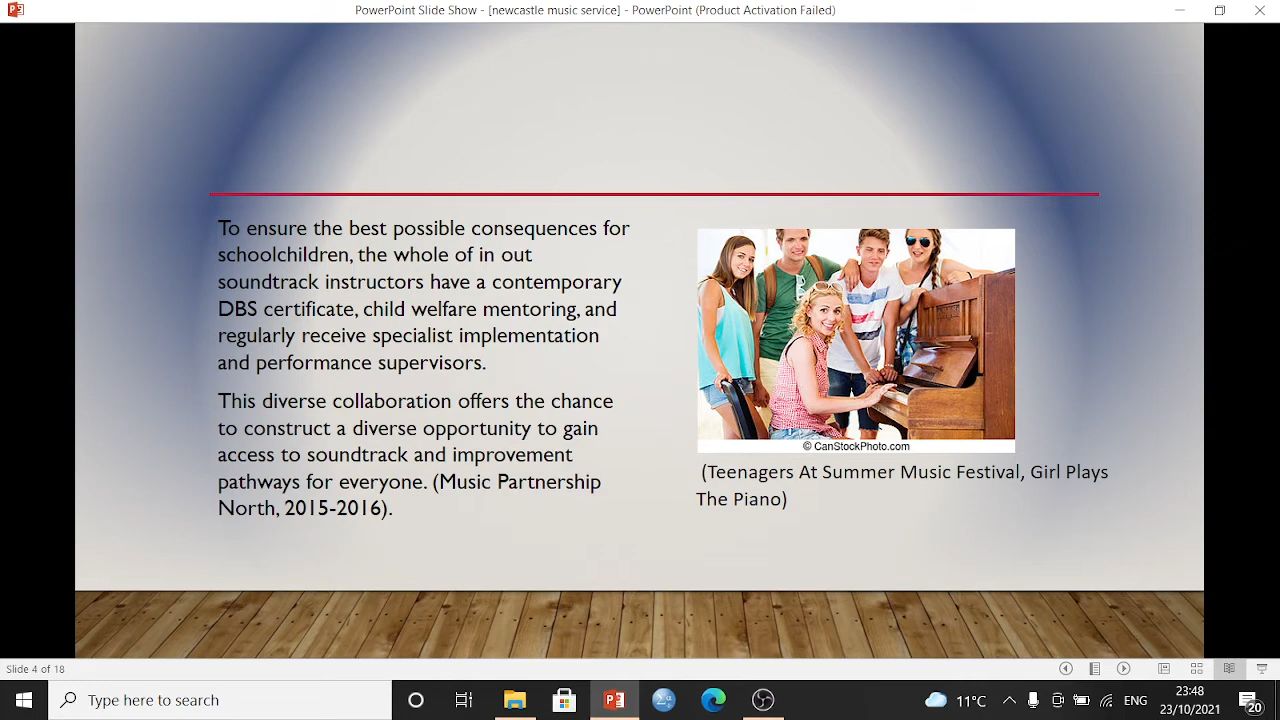 PowerPoint Slide Show - [newcastle music service] - PowerPoint (Product Activation Failed)
To ensure the best possible consequences for
schoolchildren, the whole of in out
soundtrack instructors have a contemporary
DBS certificate, child welfare mentoring, and
regularly receive specialist implementation
and performance supervisors.
This diverse collaboration offers the chance
to construct a diverse opportunity to gain
access to soundtrack and improvement
pathways for everyone. (Music Partnership
North, 2015-2016).
© CanStockPhoto.com
(Teenagers At Summer Music Festival, Girl Plays
The Piano)
Slide 4 of 18
Type here to search
11°C
ENG
23:48
23/10/2021
20